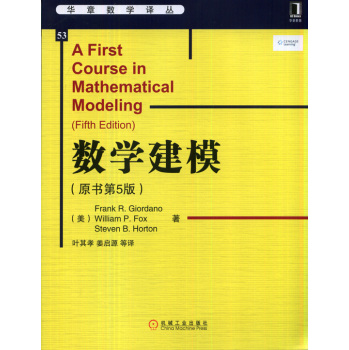 华章数学译丛
53
CENGAGE
Learning
A First
Course in
Mathematical
Modeling
(Fifth Edition)
数学建模
(原书第5版)
Frank R. Giordano
(美) William P. Fox 著
Steven B. Horton
叶其孝 姜启源 等译
机械工业出版社
China Machine Press